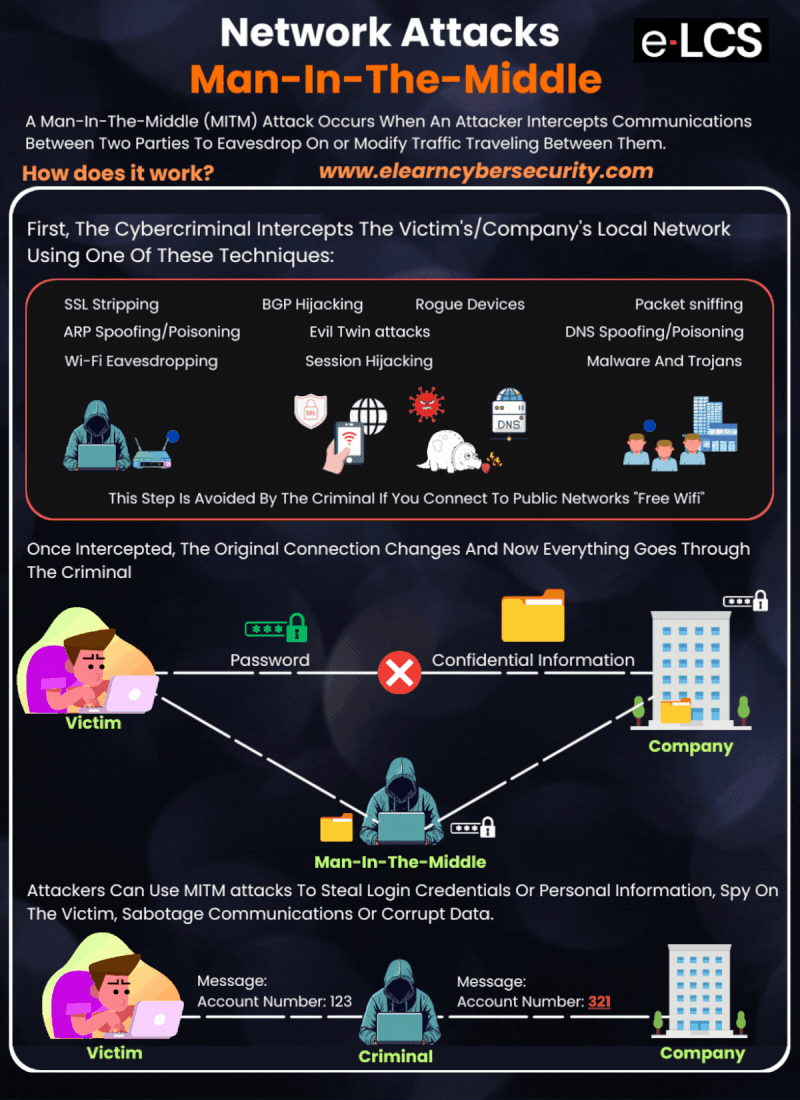 Network Attacks
e-LCS
Man-In-The-Middle
A Man-In-The-Middle (MITM) Attack Occurs When An Attacker Intercepts Communications
Between Two Parties To Eavesdrop On or Modify Traffic Traveling Between Them.
How does it work?
www.elearncybersecurity.com
First, The Cybercriminal Intercepts The Victim's/Company's Local Network
Using One Of These Techniques:
SSL Stripping
BGP Hijacking
Rogue Devices
Packet sniffing
ARP Spoofing/Poisoning
Evil Twin attacks
DNS Spoofing/Poisoning
Wi-Fi Eavesdropping
Session Hijacking
Malware And Trojans
SSL
DNS
This Step Is Avoided By The Criminal If You Connect To Public Networks "Free Wifi"
Once Intercepted, The Original Connection Changes And Now Everything Goes Through
The Criminal
***
***
Password
Confidential Information
Victim
Company
***
Man-In-The-Middle
Attackers Can Use MITM attacks To Steal Login Credentials Or Personal Information, Spy On
The Victim, Sabotage Communications Or Corrupt Data.
Message:
Account Number: 123
Message:
Account Number: 321
Victim
Criminal
Company